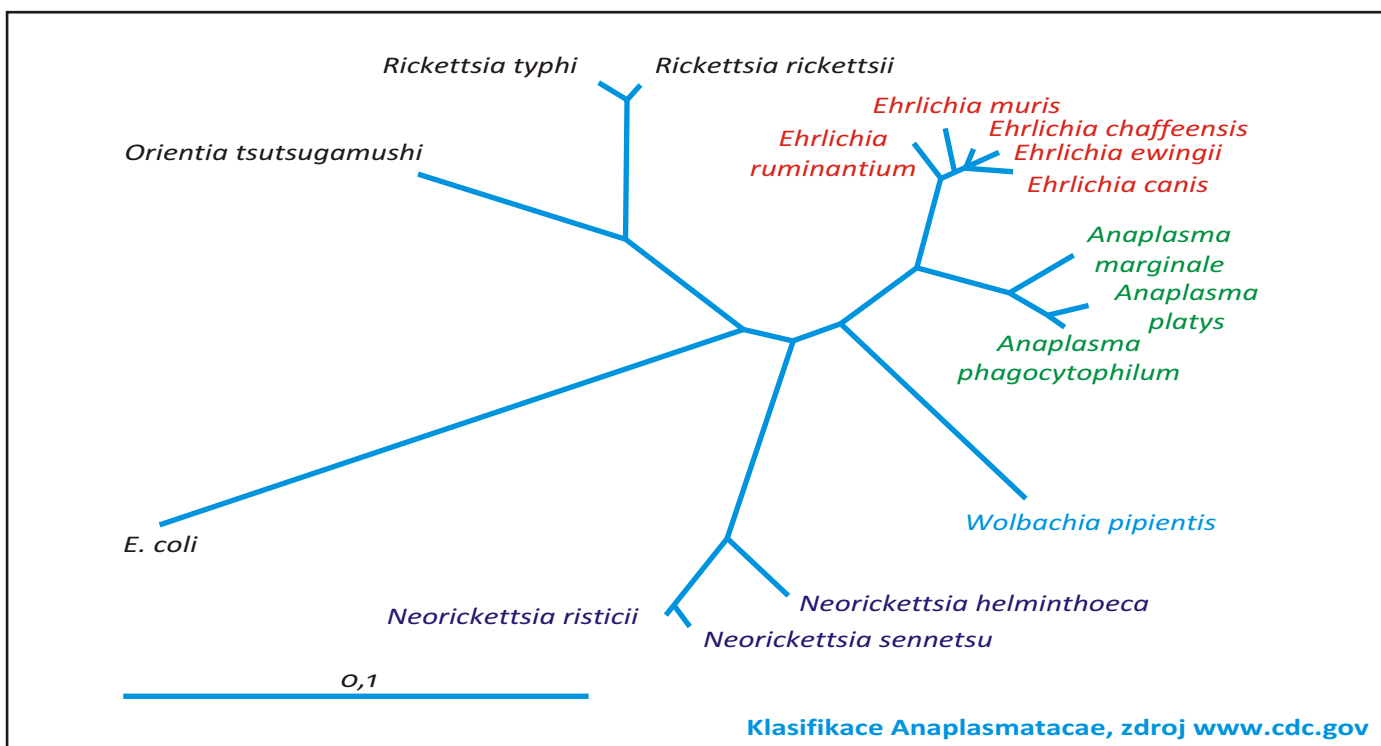 Rickettsia typhi
Rickettsia rickettsii
Orientia tsutsugamushi
Ehrlichia muris
Ehrlichia
ruminantium
Ehrlichia chaffeensis
Ehrlichia ewingii
Ehrlichia canis
Anaplasma
marginale
Anaplasma
platys
Anaplasma
phagocytophilum
Wolbachia pipientis
E. coli
Neorickettsia risticii
Neorickettsia helminthoeca
Neorickettsia sennetsu
0,1
Klasifikace Anaplasmatacae, zdroj www.cdc.gov